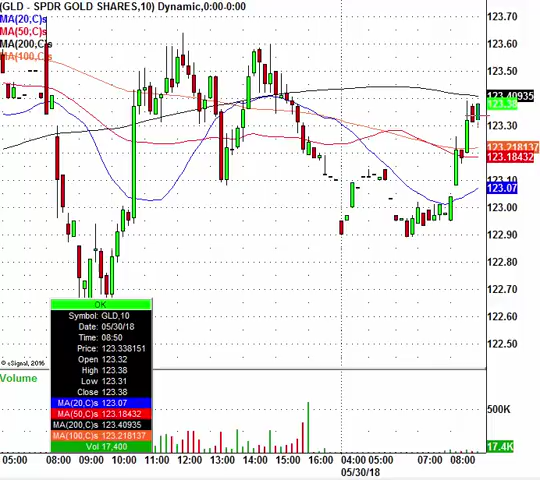 (GLD - SPDR GOLD SHARES,10) Dynamic,0:00-0:00
MA(20,C)s
MA(50,C)s
MA(200,C)s
MA(100,C)s
123.70
123.60
123.50
123.40935
123.38
123.30
123.218137
123.18432
123.10
123.07
123.00
122.90
122.80
122.70
122.60
122.50
OK
Symbol: GLD,10
Date: 05/30/18
Time: 08:50
Price: 123.338151
Open 123.32
High 123.38
Low 123.31
Close 123.38
MA(20,C)s 123.07
MA(50,C)s 123.18432
MA(200,C)s 123.40935
MA(100,C)s 123.218137
Vol 17,400
© eSignal, 2016
Volume
500K
17.4K
05:00 08:00 09:00 10:00 11:00 12:00 13:00 14:00 15:00 16:00 04:00 05:00 07:00 08:00
05/30/18